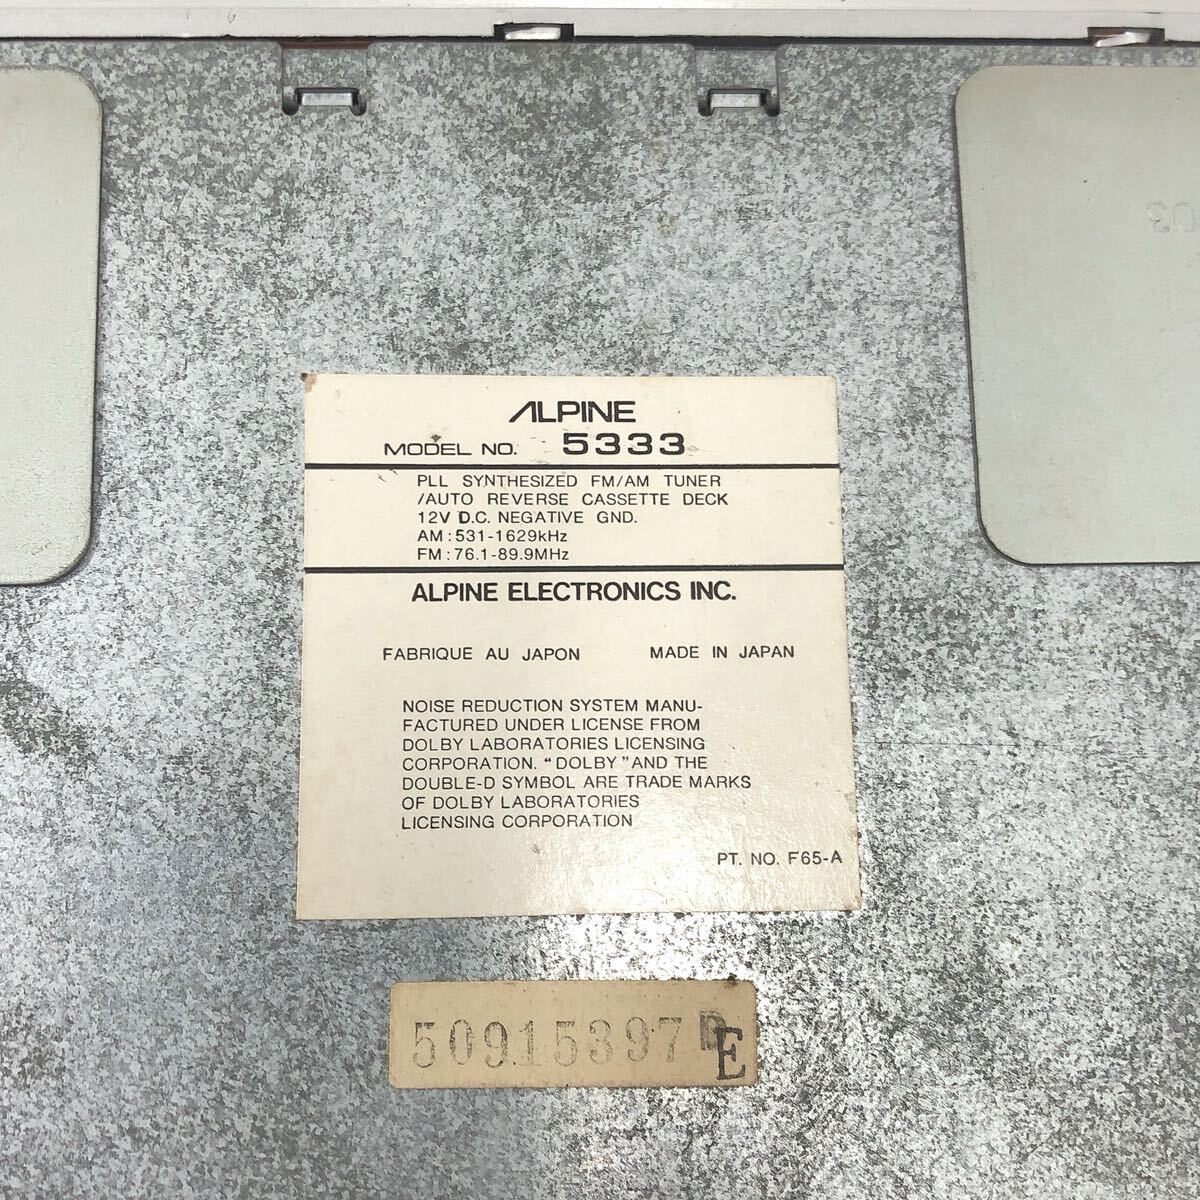 ALPINE
MODEL NO. 5333
PLL SYNTHESIZED FM/AM TUNER
/AUTO REVERSE CASSETTE DECK
12V D.C. NEGATIVE GND.
AM : 531-1629kHz
FM : 76.1-89.9MHz
ALPINE ELECTRONICS INC.
FABRIQUE AU JAPON MADE IN JAPAN
NOISE REDUCTION SYSTEM MANU-
FACTURED UNDER LICENSE FROM
DOLBY LABORATORIES LICENSING
CORPORATION. “DOLBY” AND THE
DOUBLE-D SYMBOL ARE TRADE MARKS
OF DOLBY LABORATORIES
LICENSING CORPORATION
PT. NO. F65-A
50915397 DE